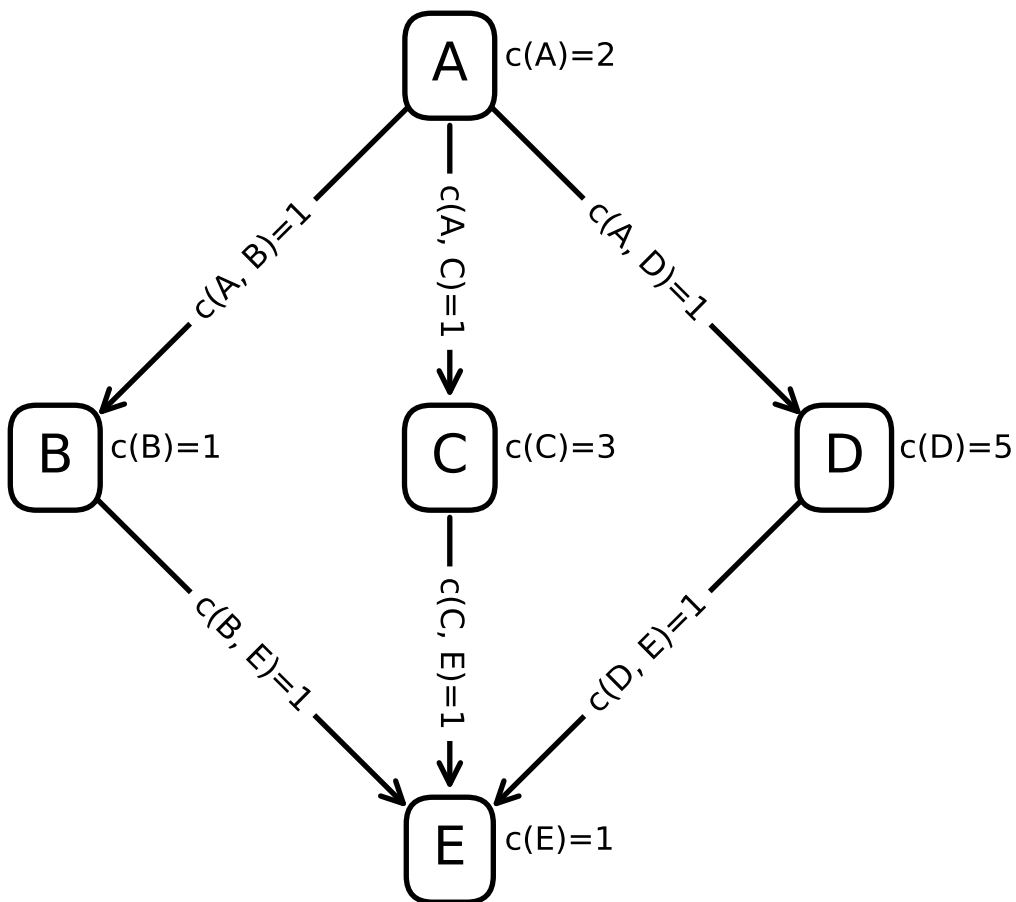 A
c(A)=2
c(A, B)=1
c(A, C)=1
c(A, D)=1
B
c(B)=1
C
c(C)=3
D
c(D)=5
c(B, E)=1
c(C, E)=1
c(D, E)=1
E
c(E)=1